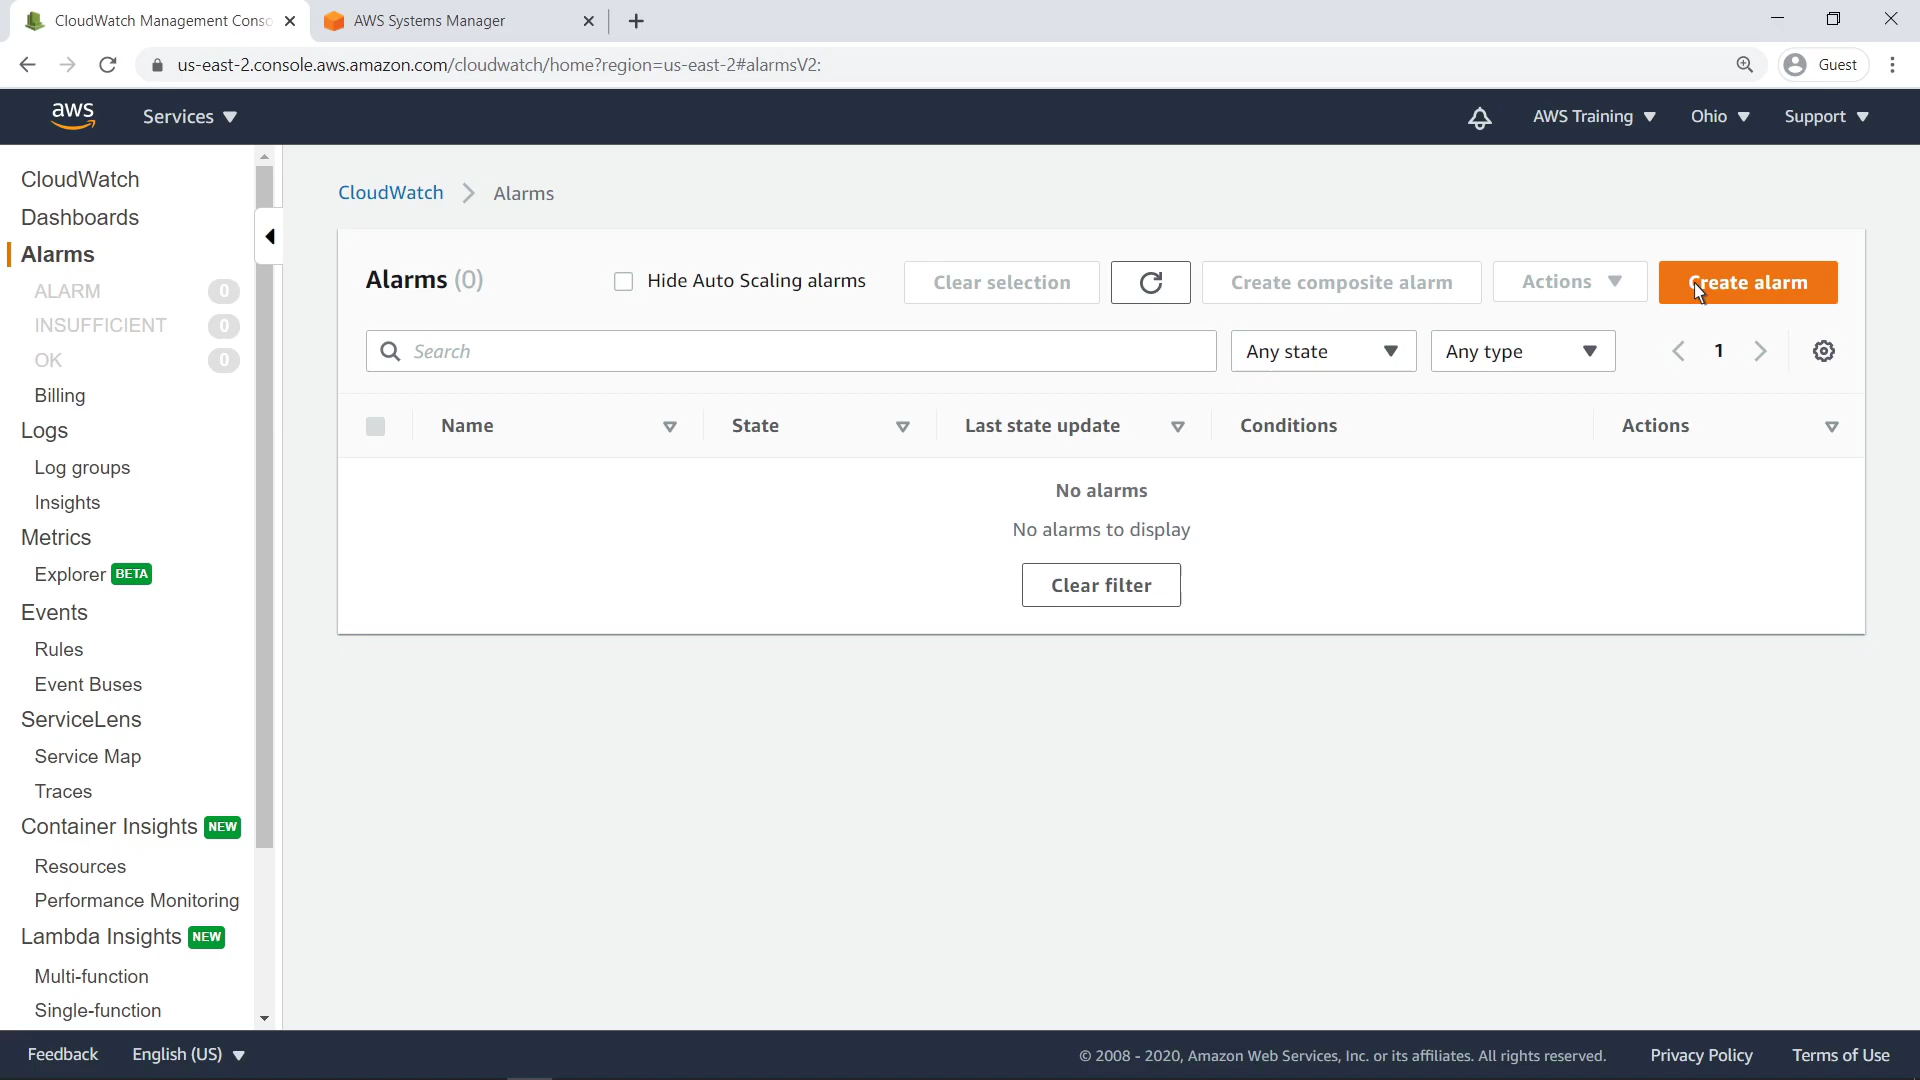 CloudWatch Management Conso
AWS Systems Manager
us-east-2.console.aws.amazon.com/cloudwatch/home?region=us-east-2#alarmsV2:
Guest
aws
Services
AWS Training
Ohio
Support
CloudWatch
Dashboards
Alarms
ALARM 0
INSUFFICIENT 0
OK 0
Billing
Logs
Log groups
Insights
Metrics
Explorer BETA
Events
Rules
Event Buses
ServiceLens
Service Map
Traces
Container Insights NEW
Resources
Performance Monitoring
Lambda Insights NEW
Multi-function
Single-function
CloudWatch Alarms
Alarms (0)
Hide Auto Scaling alarms
Clear selection
Create composite alarm
Actions
Create alarm
Search
Any state
Any type
1
Name
State
Last state update
Conditions
Actions
No alarms
No alarms to display
Clear filter
Feedback
English (US)
© 2008 - 2020, Amazon Web Services, Inc. or its affiliates. All rights reserved.
Privacy Policy
Terms of Use